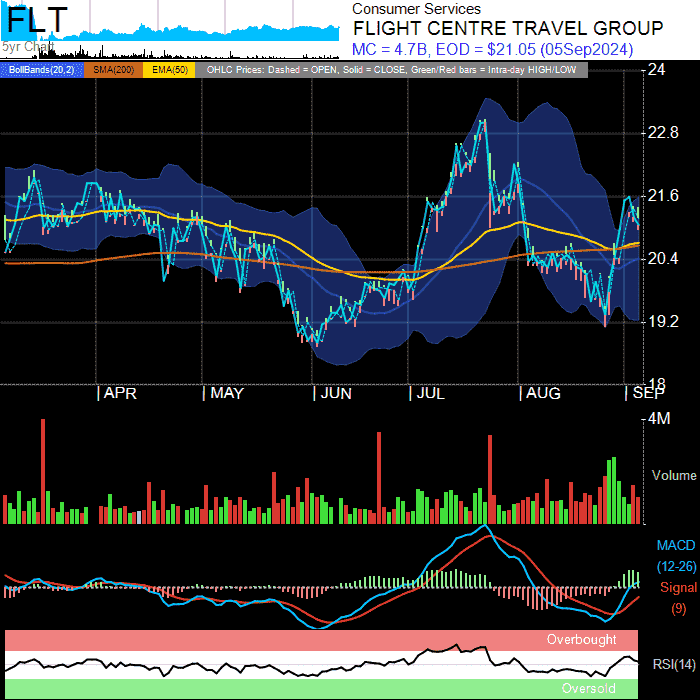 FLT
5yr Chart
Consumer Services
FLIGHT CENTRE TRAVEL GROUP
MC = 4.7B, EOD = $21.05 (05Sep2024)
BollBands(20,2) SMA(200) EMA(50) OHLC Prices: Dashed = OPEN, Solid = CLOSE, Green/Red bars = Intra-day HIGH/LOW
24
22.8
21.6
20.4
19.2
18
APR MAY JUN JUL AUG SEP
4M
Volume
MACD
(12-26)
Signal
(9)
Overbought
RSI(14)
Oversold